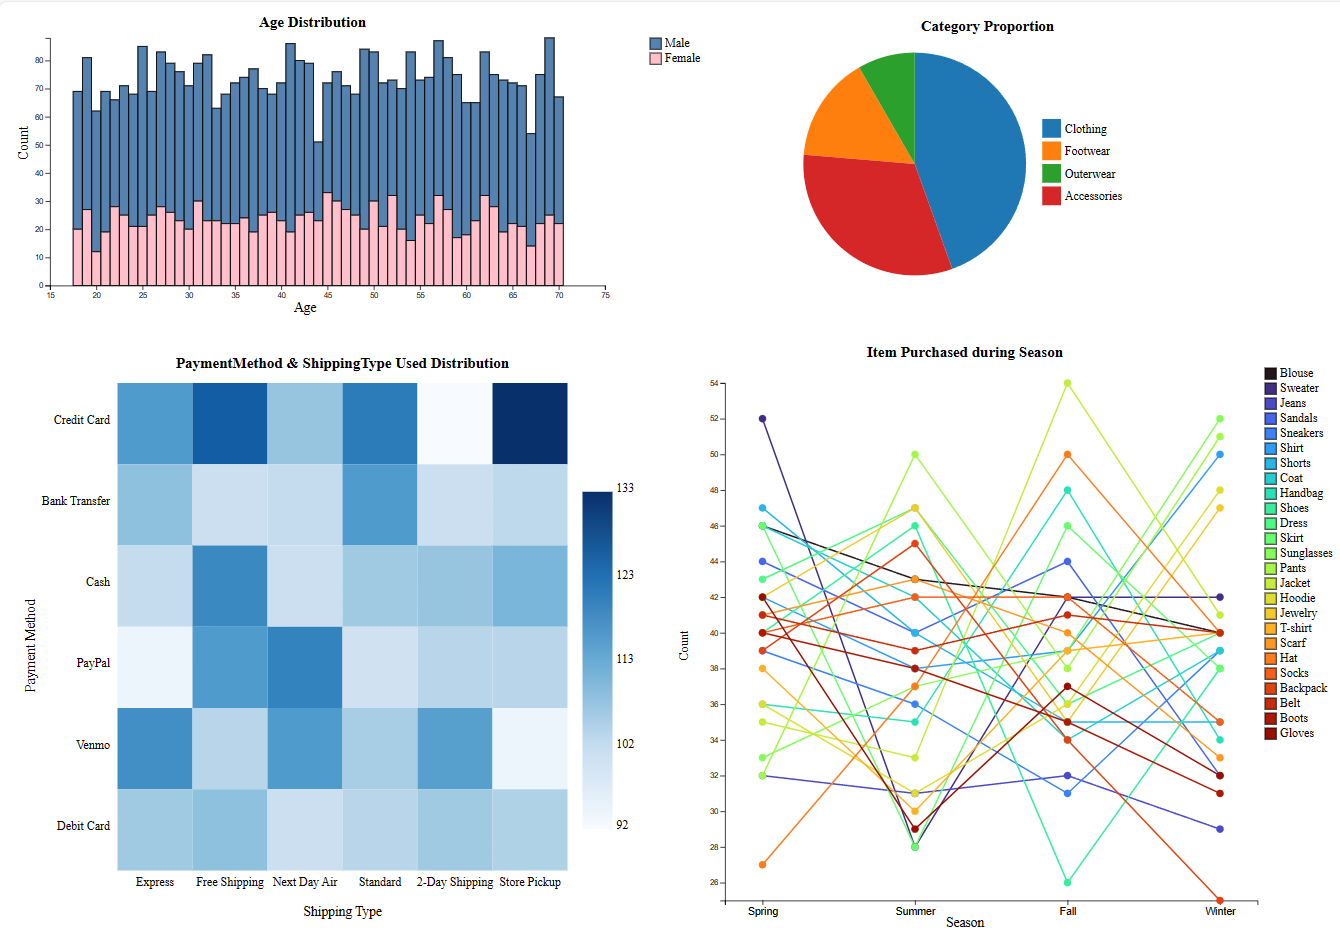 Age Distribution
Count
80
70
60
50
40
30
20
10
0
15
20
25
30
35
40
45
50
55
60
65
70
75
Age
Male
Female
Category Proportion
Clothing
Footwear
Outerwear
Accessories
PaymentMethod & ShippingType Used Distribution
Payment Method
Credit Card
Bank Transfer
Cash
PayPal
Venmo
Debit Card
Express
Free Shipping
Next Day Air
Standard
2-Day Shipping
Store Pickup
Shipping Type
133
123
113
102
92
Item Purchased during Season
Count
54
52
50
48
46
44
42
40
38
36
34
32
30
28
26
Spring
Summer
Fall
Winter
Season
Blouse
Sweater
Jeans
Sandals
Sneakers
Shirt
Shorts
Coat
Handbag
Shoes
Dress
Skirt
Sunglasses
Pants
Jacket
Hoodie
Jewelry
T-shirt
Scarf
Hat
Socks
Backpack
Belt
Boots
Gloves